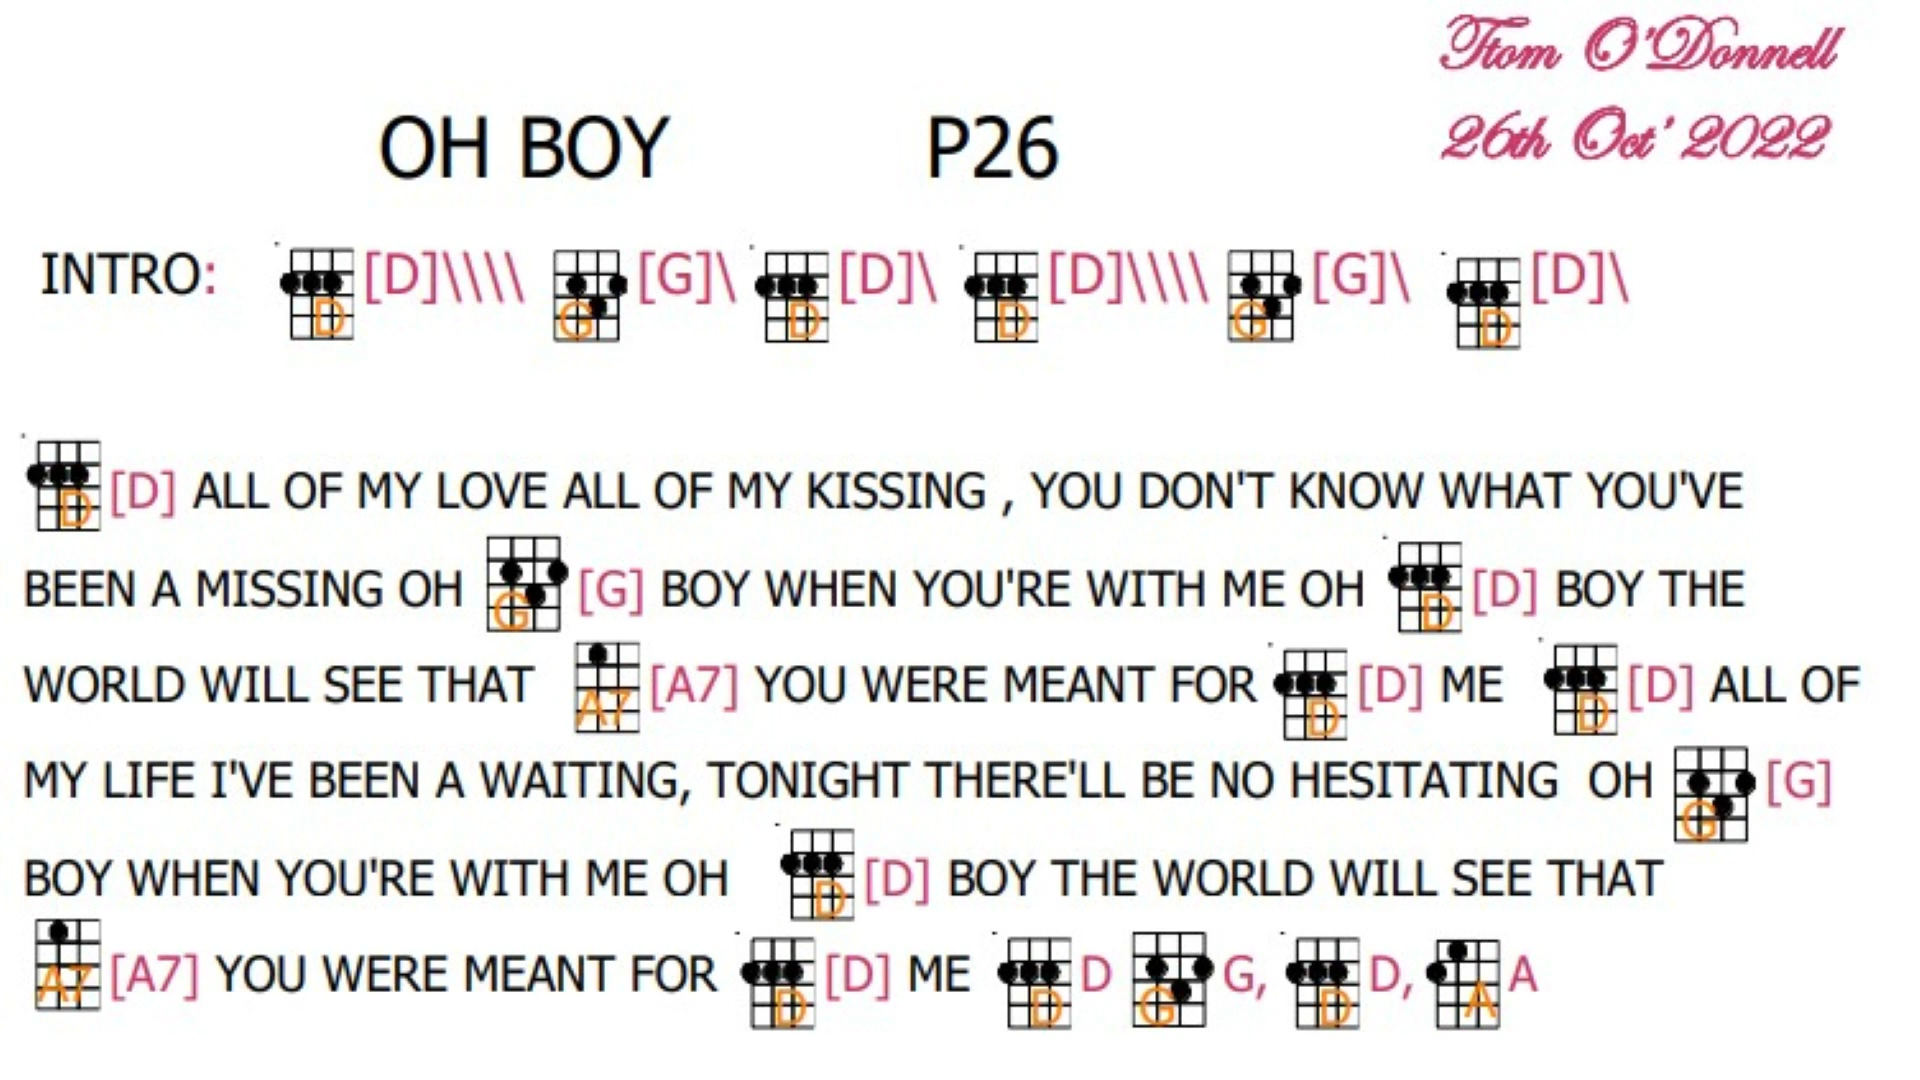 Ttom O'Donnell
26th Oct' 2022
OH BOY P26
INTRO: D [D]\\\\ G [G]\ D [D]\ D [D]\\\\ G [G]\ D [D]\
D [D] ALL OF MY LOVE ALL OF MY KISSING , YOU DON'T KNOW WHAT YOU'VE
BEEN A MISSING OH G [G] BOY WHEN YOU'RE WITH ME OH D [D] BOY THE
WORLD WILL SEE THAT A7 [A7] YOU WERE MEANT FOR D [D] ME D [D] ALL OF
MY LIFE I'VE BEEN A WAITING, TONIGHT THERE'LL BE NO HESITATING OH G [G]
BOY WHEN YOU'RE WITH ME OH D [D] BOY THE WORLD WILL SEE THAT
A7 [A7] YOU WERE MEANT FOR D [D] ME D D G G, D D, A A